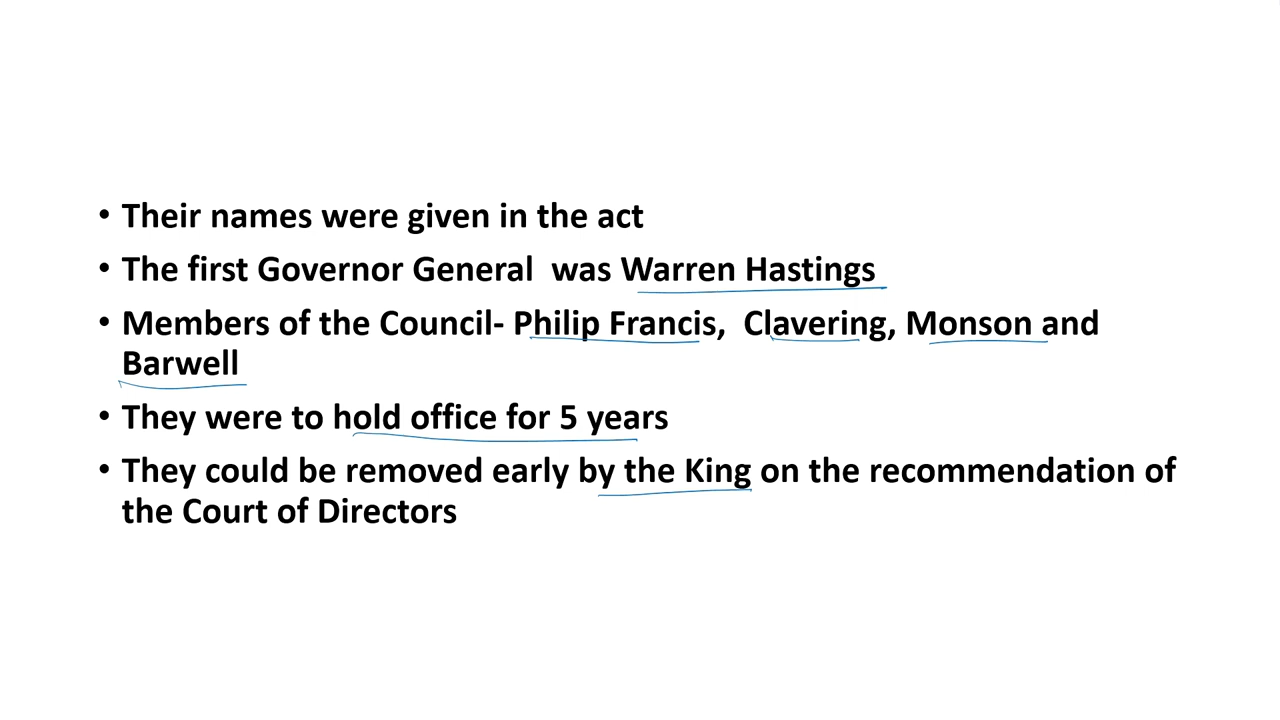 • Their names were given in the act
• The first Governor General  was Warren Hastings
• Members of the Council- Philip Francis,  Clavering, Monson and
Barwell
• They were to hold office for 5 years
• They could be removed early by the King on the recommendation of
the Court of Directors